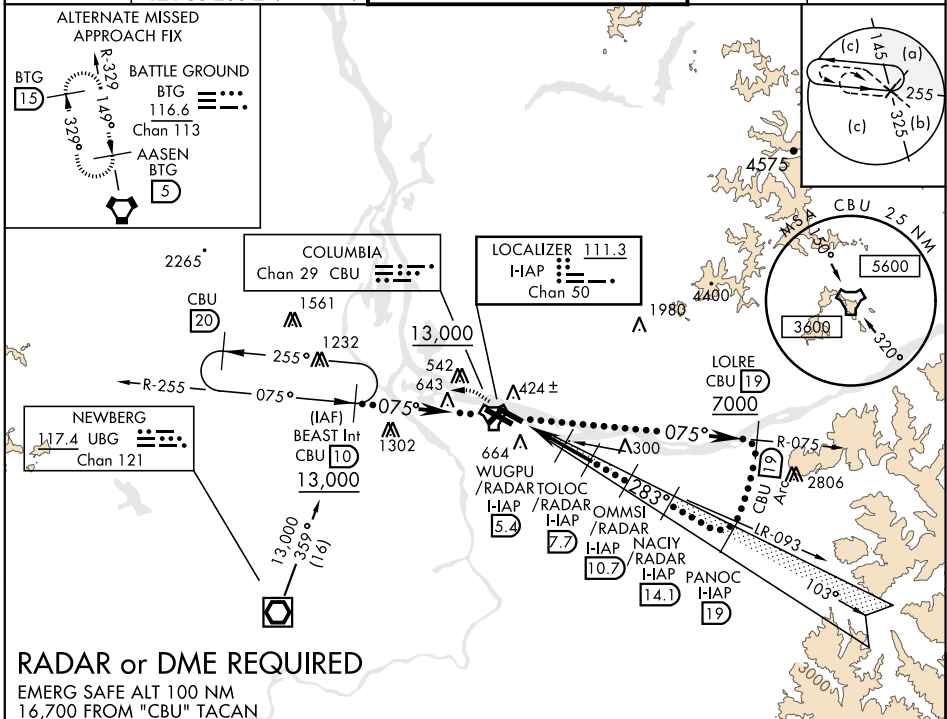 ALTERNATE MISSED
APPROACH FIX
R-329
BTG
15
BATTLE GROUND
BTG
116.6
Chan 113
149°
329°
AASEN
BTG
5
(c)
145
(a)
255
(c)
325
(b)
4575
MSA CBU 25 NM
150°
5600
3600
320°
COLUMBIA
Chan 29 CBU
LOCALIZER 111.3
I-IAP
Chan 50
2265
1561
1980
4400
CBU
20
1232
13,000
LOLRE
CBU 19
7000
255°
542
643
424 ±
R-255
075°
075°
075°
R-075
NEWBERG
117.4 UBG
Chan 121
(IAF)
BEAST Int
CBU 10
13,000
1302
664
300
CBU 19 Arc
2806
WUGPU
/RADAR
I-IAP
5.4
TOLOC
/RADAR
I-IAP
7.7
283°
OMMSI
/RADAR
I-IAP
10.7
LR-093
NACIY
/RADAR
I-IAP
14.1
PANOC
I-IAP
19
103°
13,000
359°
(16)
3000
RADAR or DME REQUIRED
EMERG SAFE ALT 100 NM
16,700 FROM "CBU" TACAN